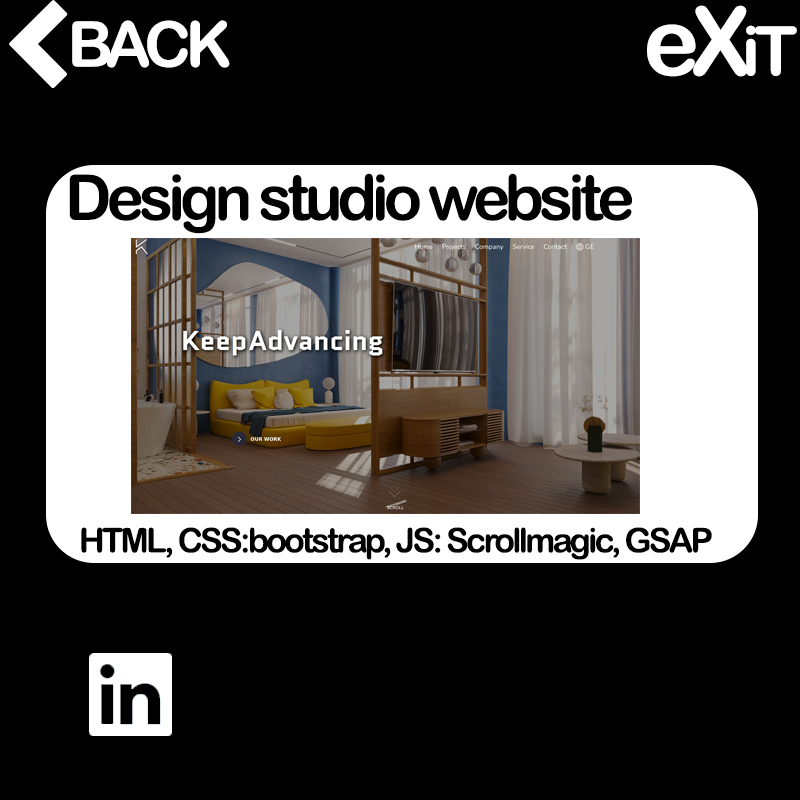 BACK
eXiT
Design studio website
Home Projects Company Service Contact GE
KeepAdvancing
OUR WORK
SCROLL
HTML, CSS:bootstrap, JS: Scrollmagic, GSAP
in